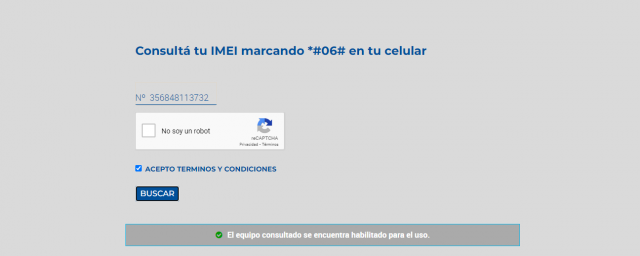 Consultá tu IMEI marcando *#06# en tu celular
Nº 356848113732
No soy un robot
reCAPTCHA
Privacidad - Términos
ACEPTO TERMINOS Y CONDICIONES
BUSCAR
El equipo consultado se encuentra habilitado para el uso.